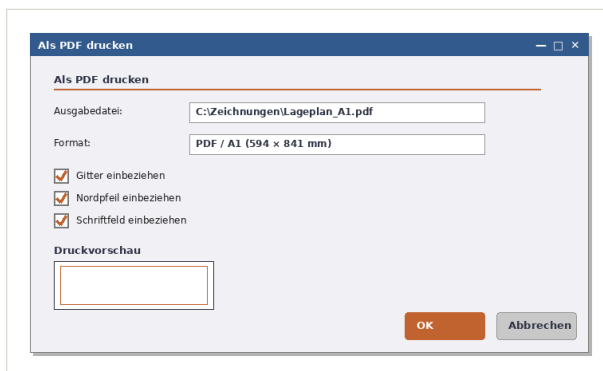 Als PDF drucken
Als PDF drucken
Ausgabedatei: C:\Zeichnungen\Lageplan_A1.pdf
Format: PDF / A1 (594 × 841 mm)
Gitter einbeziehen
Nordpfeil einbeziehen
Schriftfeld einbeziehen
Druckvorschau
OK Abbrechen